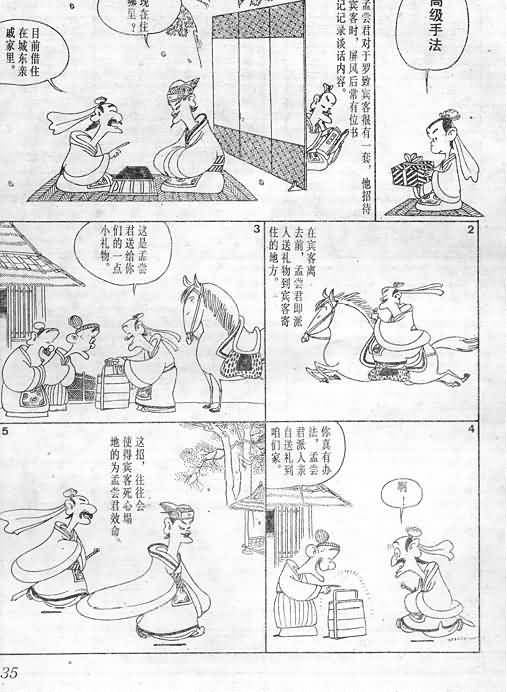 高级手法
孟尝君对于罗致宾客很有一套，他招待
宾客时，屏风后常有位书
记记录谈话内容。
现在住
哪里？
目前借住
在城东亲
戚家里。
2
在宾客离
去前，孟尝君即派
人送礼物到宾客寄
住的地方。
3
这是孟尝
君送给你
们的一点
小礼物。
4
啊
你真有办
法。孟尝
君派人亲
自送礼到
咱们家。
5
这招，往往会
使得宾客死心塌
地的为孟尝君效命。
35